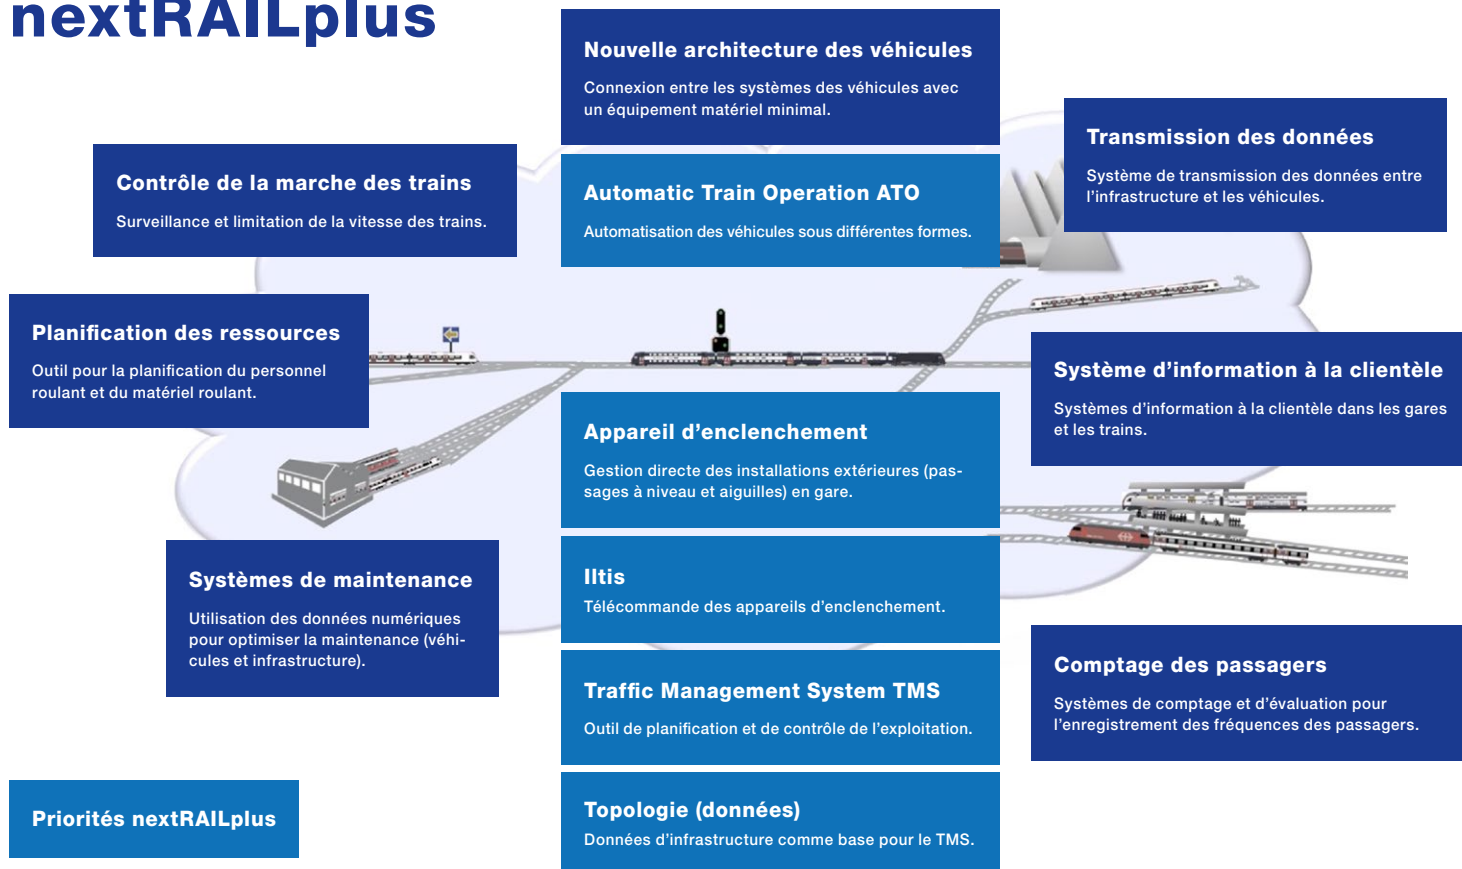 nextRAILplus
Nouvelle architecture des véhicules
Connexion entre les systèmes des véhicules avec
un équipement matériel minimal.
Transmission des données
Système de transmission des données entre
l’infrastructure et les véhicules.
Contrôle de la marche des trains
Surveillance et limitation de la vitesse des trains.
Automatic Train Operation ATO
Automatisation des véhicules sous différentes formes.
Planification des ressources
Outil pour la planification du personnel
roulant et du matériel roulant.
Système d’information à la clientèle
Systèmes d’information à la clientèle dans les gares
et les trains.
Appareil d’enclenchement
Gestion directe des installations extérieures (pas-
sages à niveau et aiguilles) en gare.
Systèmes de maintenance
Utilisation des données numériques
pour optimiser la maintenance (véhi-
cules et infrastructure).
Iltis
Télécommande des appareils d’enclenchement.
Comptage des passagers
Systèmes de comptage et d’évaluation pour
l’enregistrement des fréquences des passagers.
Traffic Management System TMS
Outil de planification et de contrôle de l’exploitation.
Topologie (données)
Données d’infrastructure comme base pour le TMS.
Priorités nextRAILplus